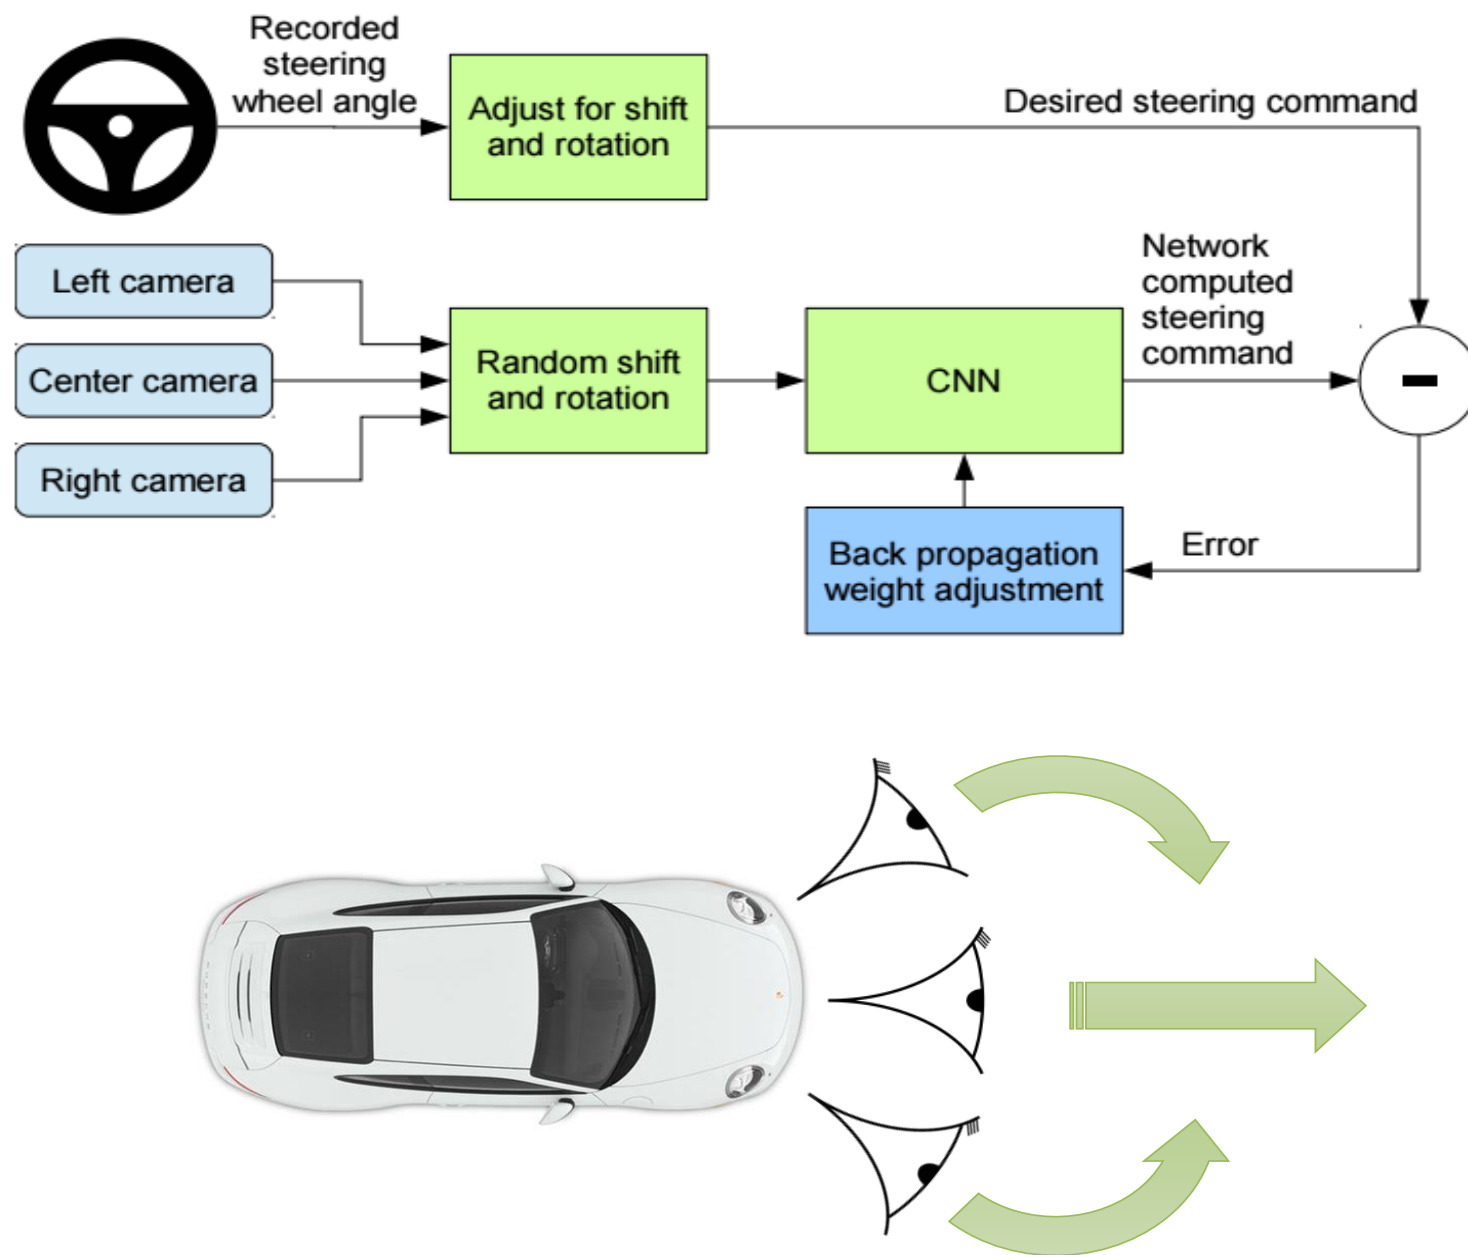 Recorded
steering
wheel angle
Adjust for shift
and rotation
Desired steering command
Left camera
Center camera
Right camera
Random shift
and rotation
CNN
Network
computed
steering
command
-
Back propagation
weight adjustment
Error